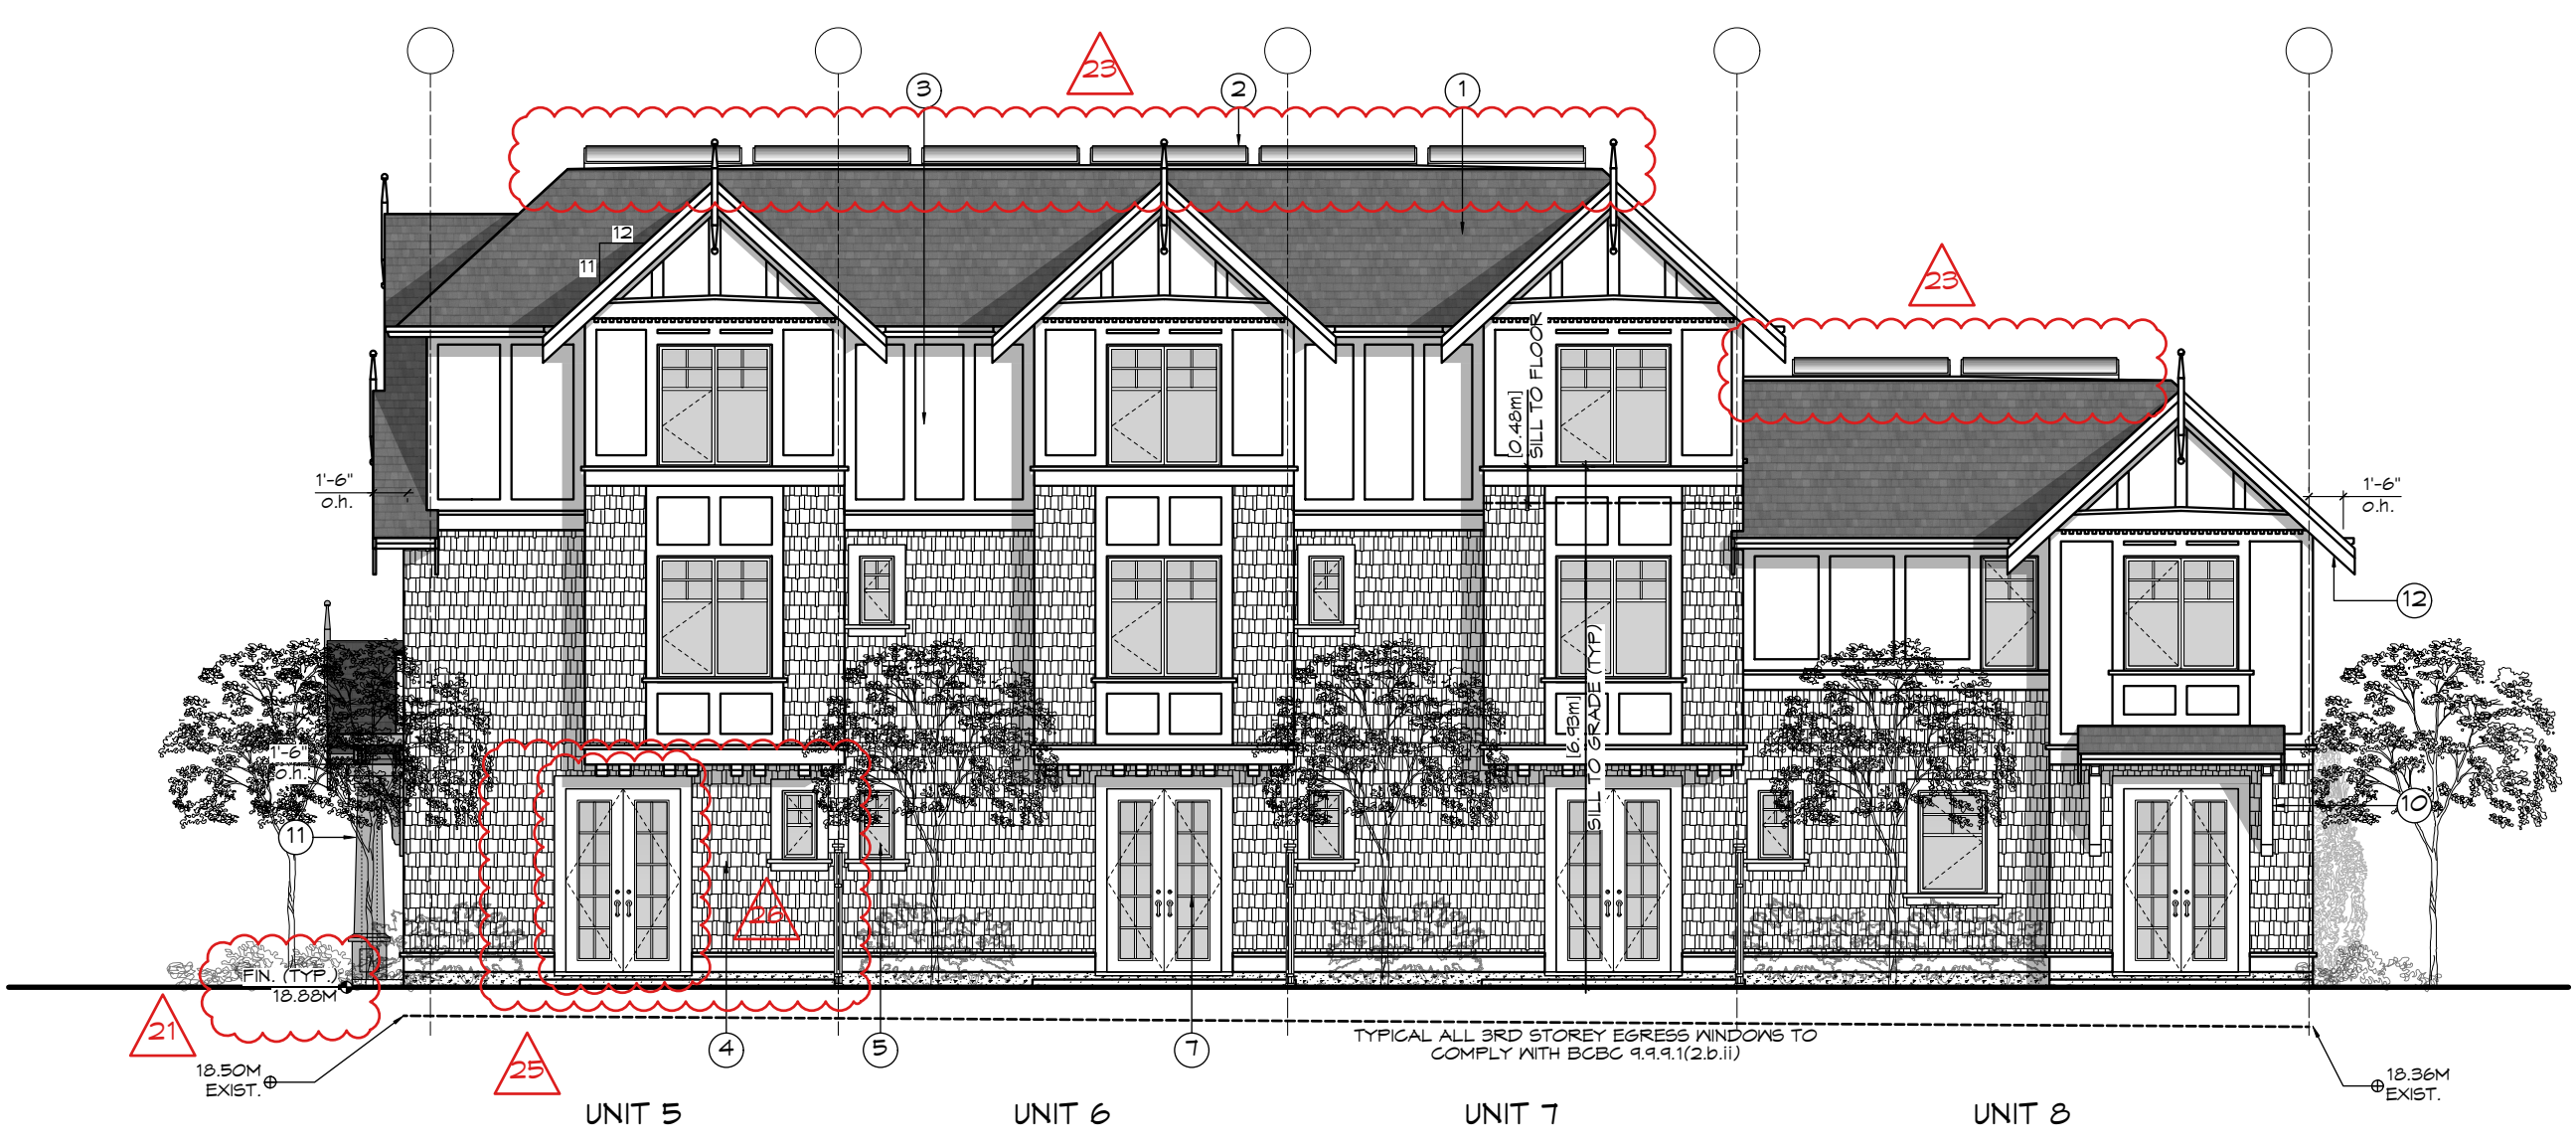 23
3
2
1
12
11
23
[0.48m]
SILL TO FLOOR
1'-6"
o.h.
1'-6"
o.h.
12
[6.93m]
SILL TO GRADE (TYP)
1'-6"
o.h.
11
10
26
FIN. (TYP.)
18.88M
21
TYPICAL ALL 3RD STOREY EGRESS WINDOWS TO
COMPLY WITH BCBC 9.9.9.1(2.b.ii)
4
5
7
25
18.50M
EXIST.
18.36M
EXIST.
UNIT 5
UNIT 6
UNIT 7
UNIT 8